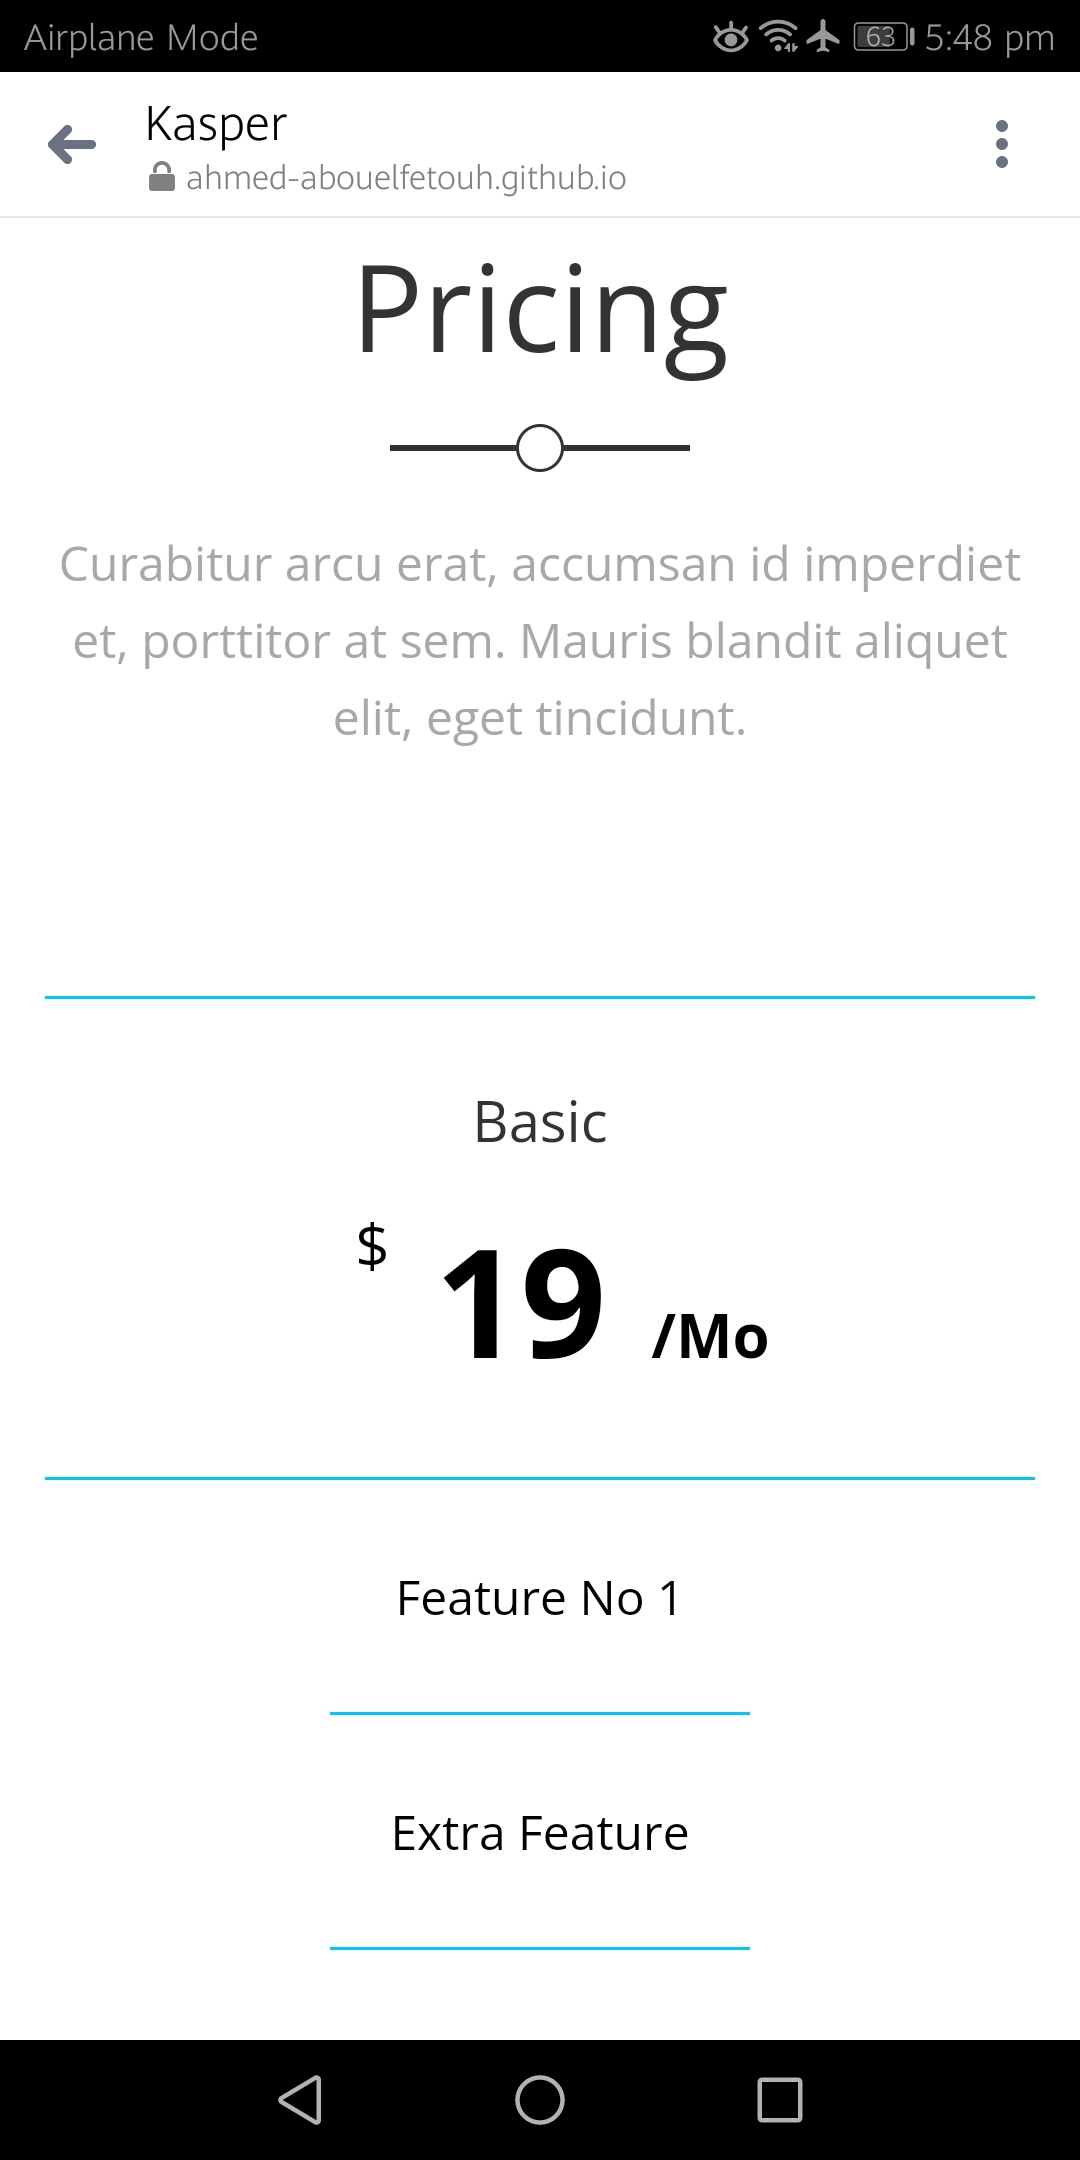 Airplane Mode 63 5:48 pm
Kasper
ahmed-abouelfetouh.github.io
Pricing
Curabitur arcu erat, accumsan id imperdiet
et, porttitor at sem. Mauris blandit aliquet
elit, eget tincidunt.
Basic
$ 19 /Mo
Feature No 1
Extra Feature